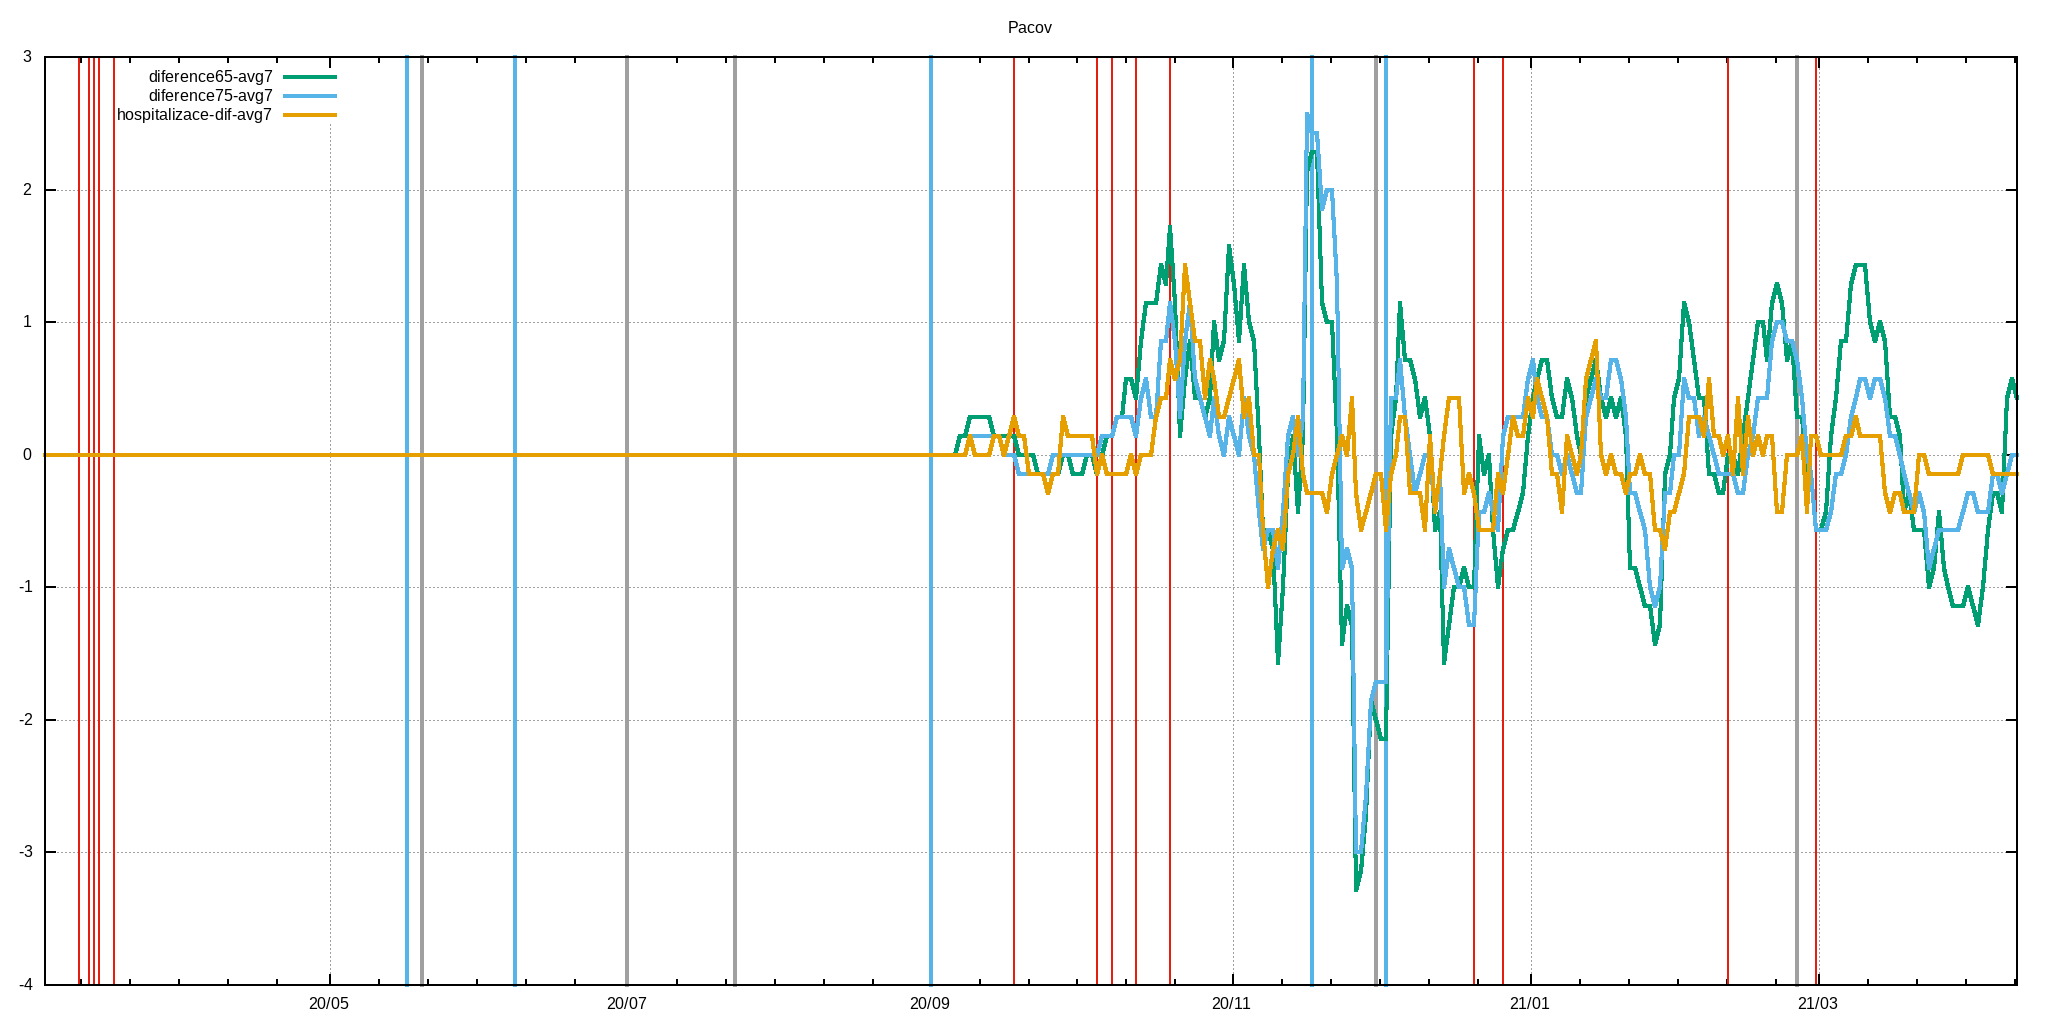 Pacov
3
diference65-avg7
diference75-avg7
hospitalizace-dif-avg7
2
1
0
-1
-2
-3
-4
20/05 20/07 20/09 20/11 21/01 21/03